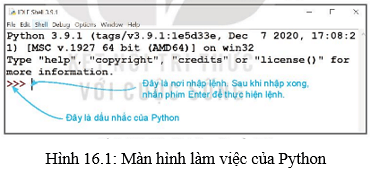 IDLE Shell 3.9.1
File Edit Shell Debug Options Window Help
Python 3.9.1 (tags/v3.9.1:1e5d33e, Dec 7 2020, 17:08:2
1) [MSC v.1927 64 bit (AMD64)] on win32
Type "help", "copyright", "credits" or "license()" for
more information.
>>>
Đây là nơi nhập lệnh. Sau khi nhập xong,
nhấn phím Enter để thực hiện lệnh.
Đây là dấu nhắc của Python
Hình 16.1: Màn hình làm việc của Python